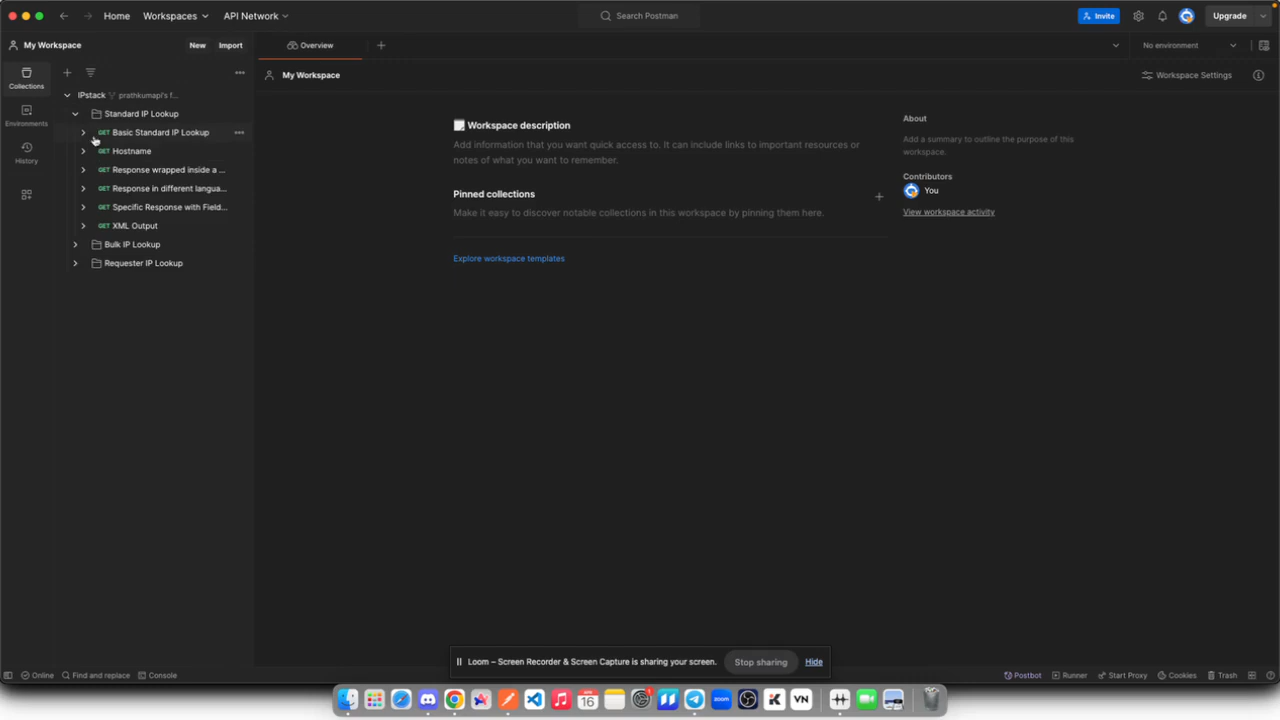 Home
Workspaces
API Network
Search Postman
Invite
Upgrade
My Workspace
New
Import
Overview
No environment
Collections
Environments
History
IPstack
prathkumapi's f...
Standard IP Lookup
GET Basic Standard IP Lookup
GET Hostname
GET Response wrapped inside a ...
GET Response in different langua...
GET Specific Response with Field...
GET XML Output
Bulk IP Lookup
Requester IP Lookup
My Workspace
Workspace Settings
Workspace description
Add information that you want quick access to. It can include links to important resources or
notes of what you want to remember.
Pinned collections
Make it easy to discover notable collections in this workspace by pinning them here.
Explore workspace templates
About
Add a summary to outline the purpose of this
workspace.
Contributors
You
View workspace activity
Loom – Screen Recorder & Screen Capture is sharing your screen.
Stop sharing
Hide
Online
Find and replace
Console
Postbot
Runner
Start Proxy
Cookies
Trash
16
zoom
VN